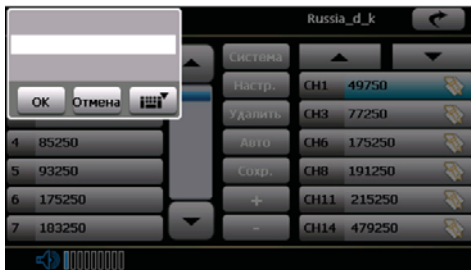 Russia_d_k
Система
CH1 49750
OK Отмена
Настр.
CH3 77250
Удалить
4 85250
Авто
CH6 175250
5 93250
Сохр.
CH8 191250
6 175250
+
CH11 215250
7 183250
-
CH14 479250